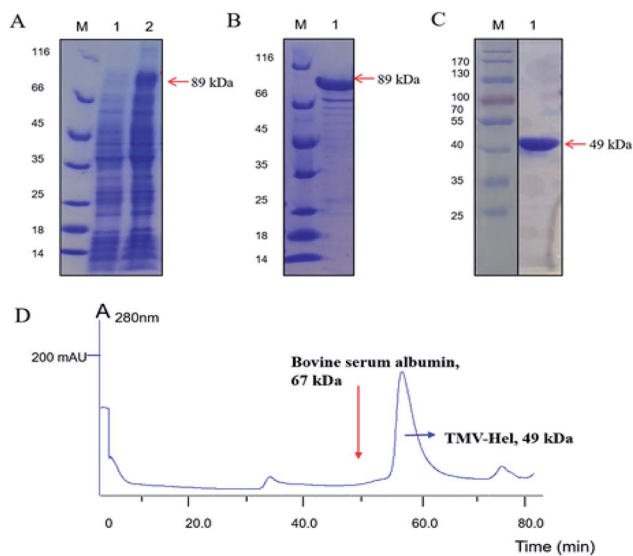 A
M 1 2
116
66
45
35
25
18
14
89 kDa
B
M 1
116
66
45
35
25
18
14
89 kDa
C
M 1
170
130
100
70
55
40
35
25
49 kDa
D
A 280nm
200 mAU
Bovine serum albumin,
67 kDa
TMV-Hel, 49 kDa
0 20.0 40.0 60.0 80.0
Time (min)